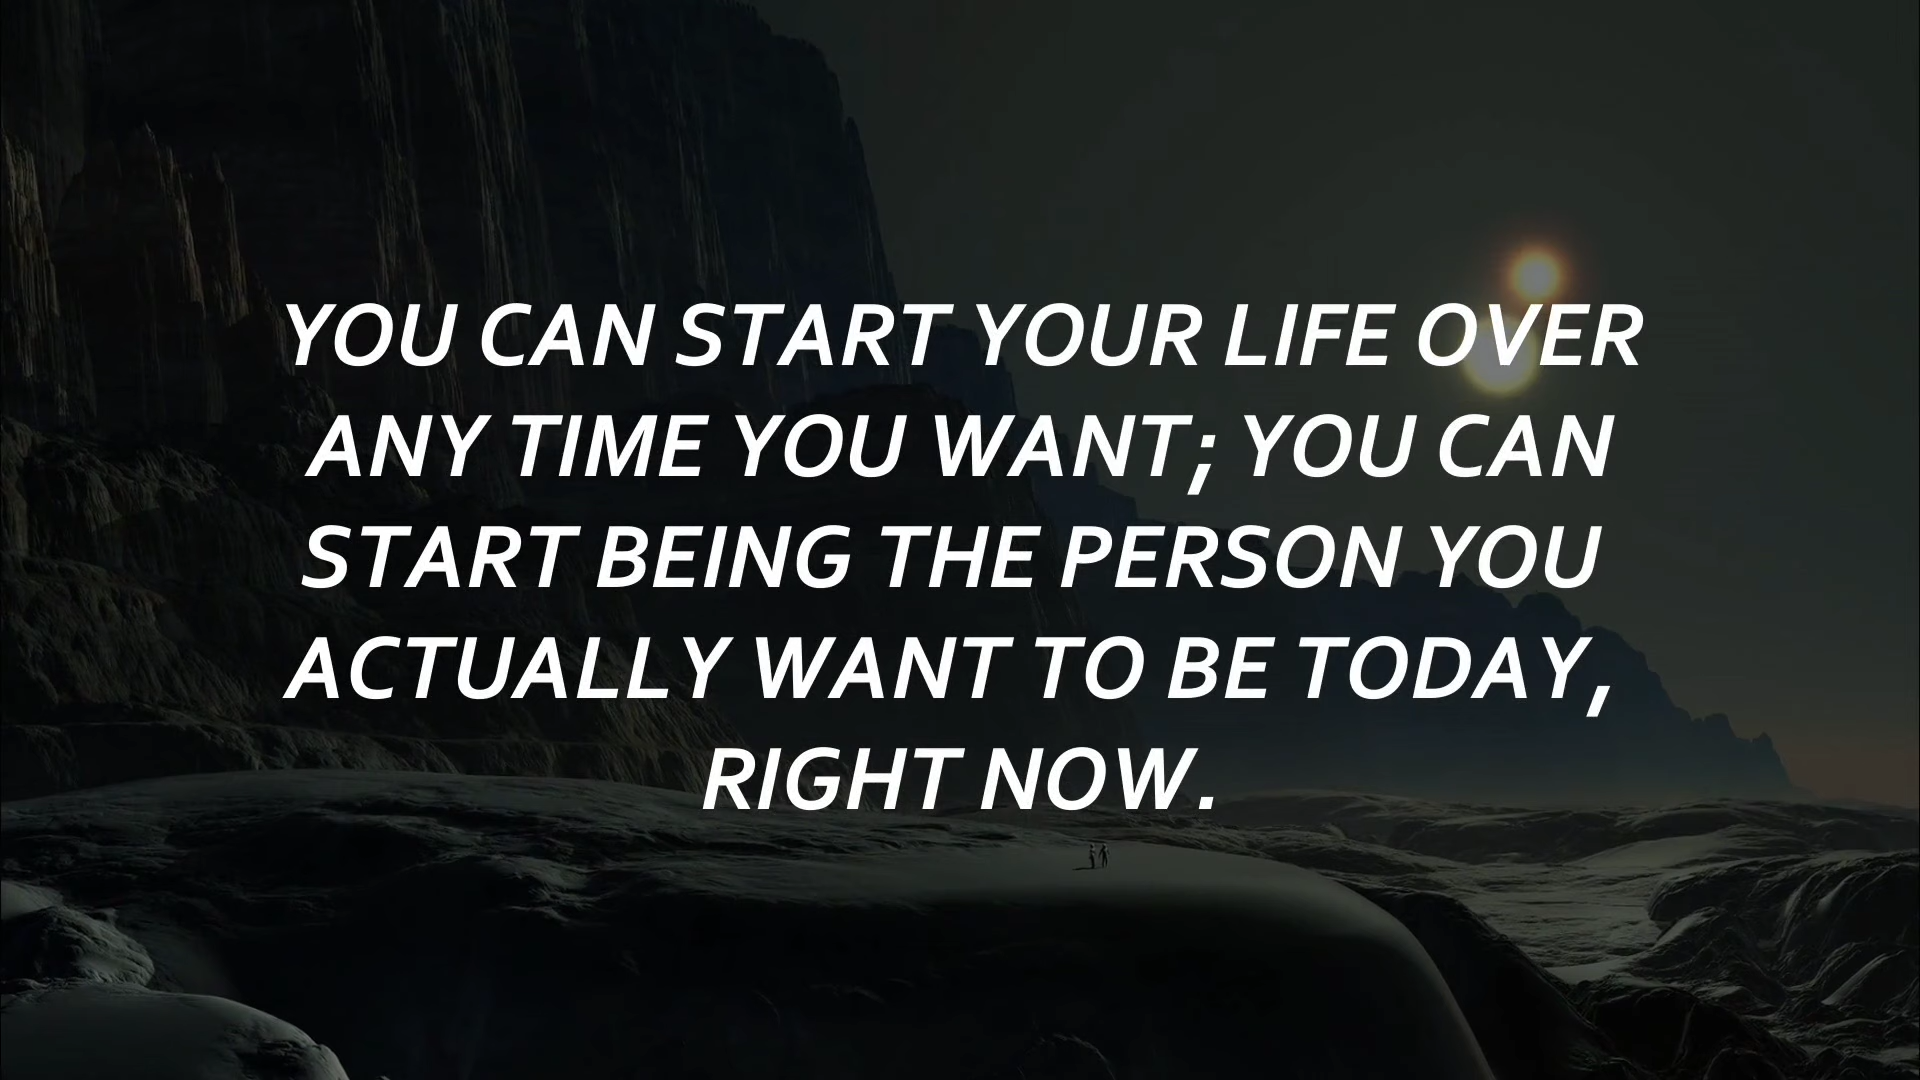 YOU CAN START YOUR LIFE OVER
ANY TIME YOU WANT; YOU CAN
START BEING THE PERSON YOU
ACTUALLY WANT TO BE TODAY,
RIGHT NOW.